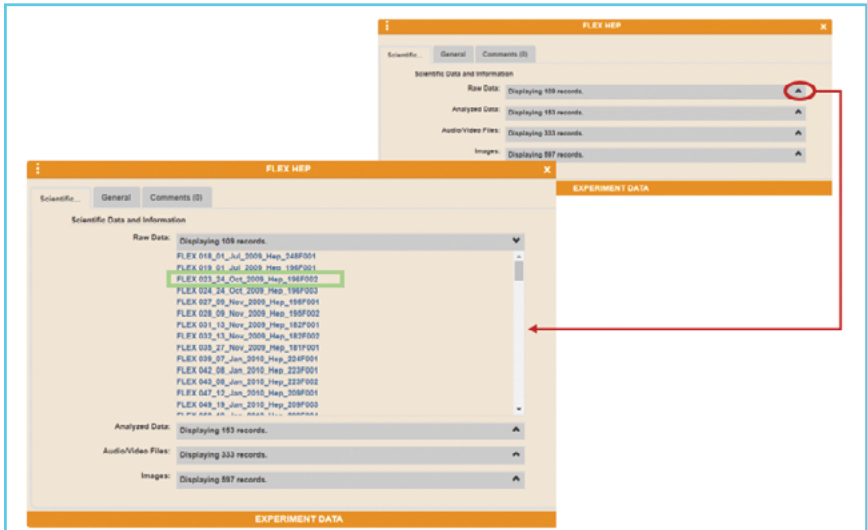 FLEX HEP x
Scientific... General Comments (0)
Scientific Data and Information
Raw Data: Displaying 109 records.
Analyzed Data: Displaying 153 records.
Audio/Video Files: Displaying 333 records.
Images: Displaying 597 records.
EXPERIMENT DATA
FLEX HEP x
Scientific... General Comments (0)
Scientific Data and Information
Raw Data: Displaying 109 records.
FLEX 018_01_Jul_2009_Hep_248F001
FLEX 019_01_Jul_2009_Hep_196F001
FLEX 023_24_Oct_2009_Hep_196F002
FLEX 024_24_Oct_2009_Hep_196F003
FLEX 027_09_Nov_2009_Hep_195F001
FLEX 028_09_Nov_2009_Hep_195F002
FLEX 031_13_Nov_2009_Hep_182F001
FLEX 032_13_Nov_2009_Hep_182F002
FLEX 035_27_Nov_2009_Hep_181F001
FLEX 039_07_Jan_2010_Hep_224F001
FLEX 042_08_Jan_2010_Hep_223F001
FLEX 043_08_Jan_2010_Hep_223F002
FLEX 047_12_Jan_2010_Hep_209F001
FLEX 049_19_Jan_2010_Hep_209F003
Analyzed Data: Displaying 153 records.
Audio/Video Files: Displaying 333 records.
Images: Displaying 597 records.
EXPERIMENT DATA